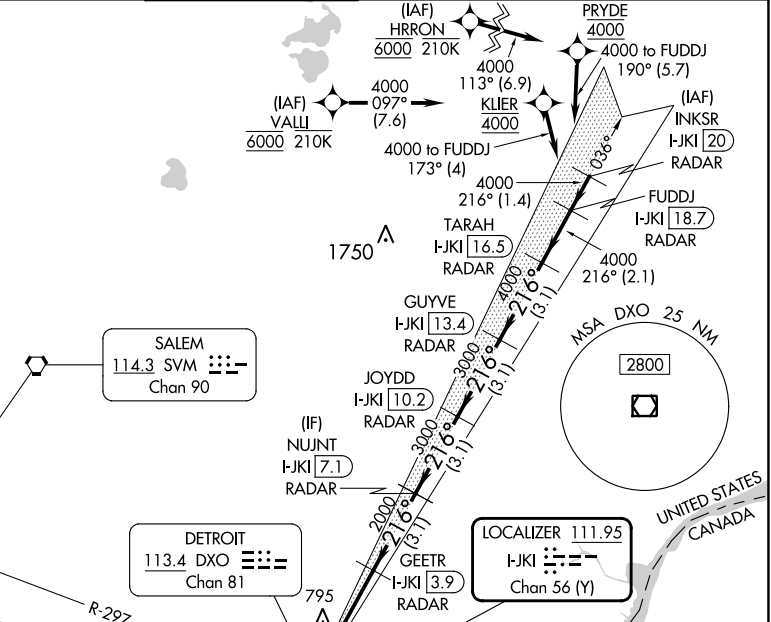 (IAF)
HRRON
6000 210K
4000
113° (6.9)
PRYDE
4000
4000 to FUDDJ
190° (5.7)
(IAF)
VALLI
6000 210K
4000
097°
(7.6)
KLIER
4000
4000 to FUDDJ
173° (4)
(IAF)
INKSR
I-JKI 20
RADAR
036°
4000
216° (1.4)
FUDDJ
I-JKI 18.7
RADAR
4000
216° (2.1)
TARAH
I-JKI 16.5
RADAR
1750
4000
216°
(3.1)
GUYVE
I-JKI 13.4
RADAR
3000
216°
(3.1)
MSA DXO 25 NM
2800
SALEM
114.3 SVM
Chan 90
JOYDD
I-JKI 10.2
RADAR
3000
216°
(3.1)
(IF)
NUJNT
I-JKI 7.1
RADAR
2000
216°
(3.1)
UNITED STATES
CANADA
DETROIT
113.4 DXO
Chan 81
GEETR
I-JKI 3.9
RADAR
LOCALIZER 111.95
I-JKI
Chan 56 (Y)
795
R-297